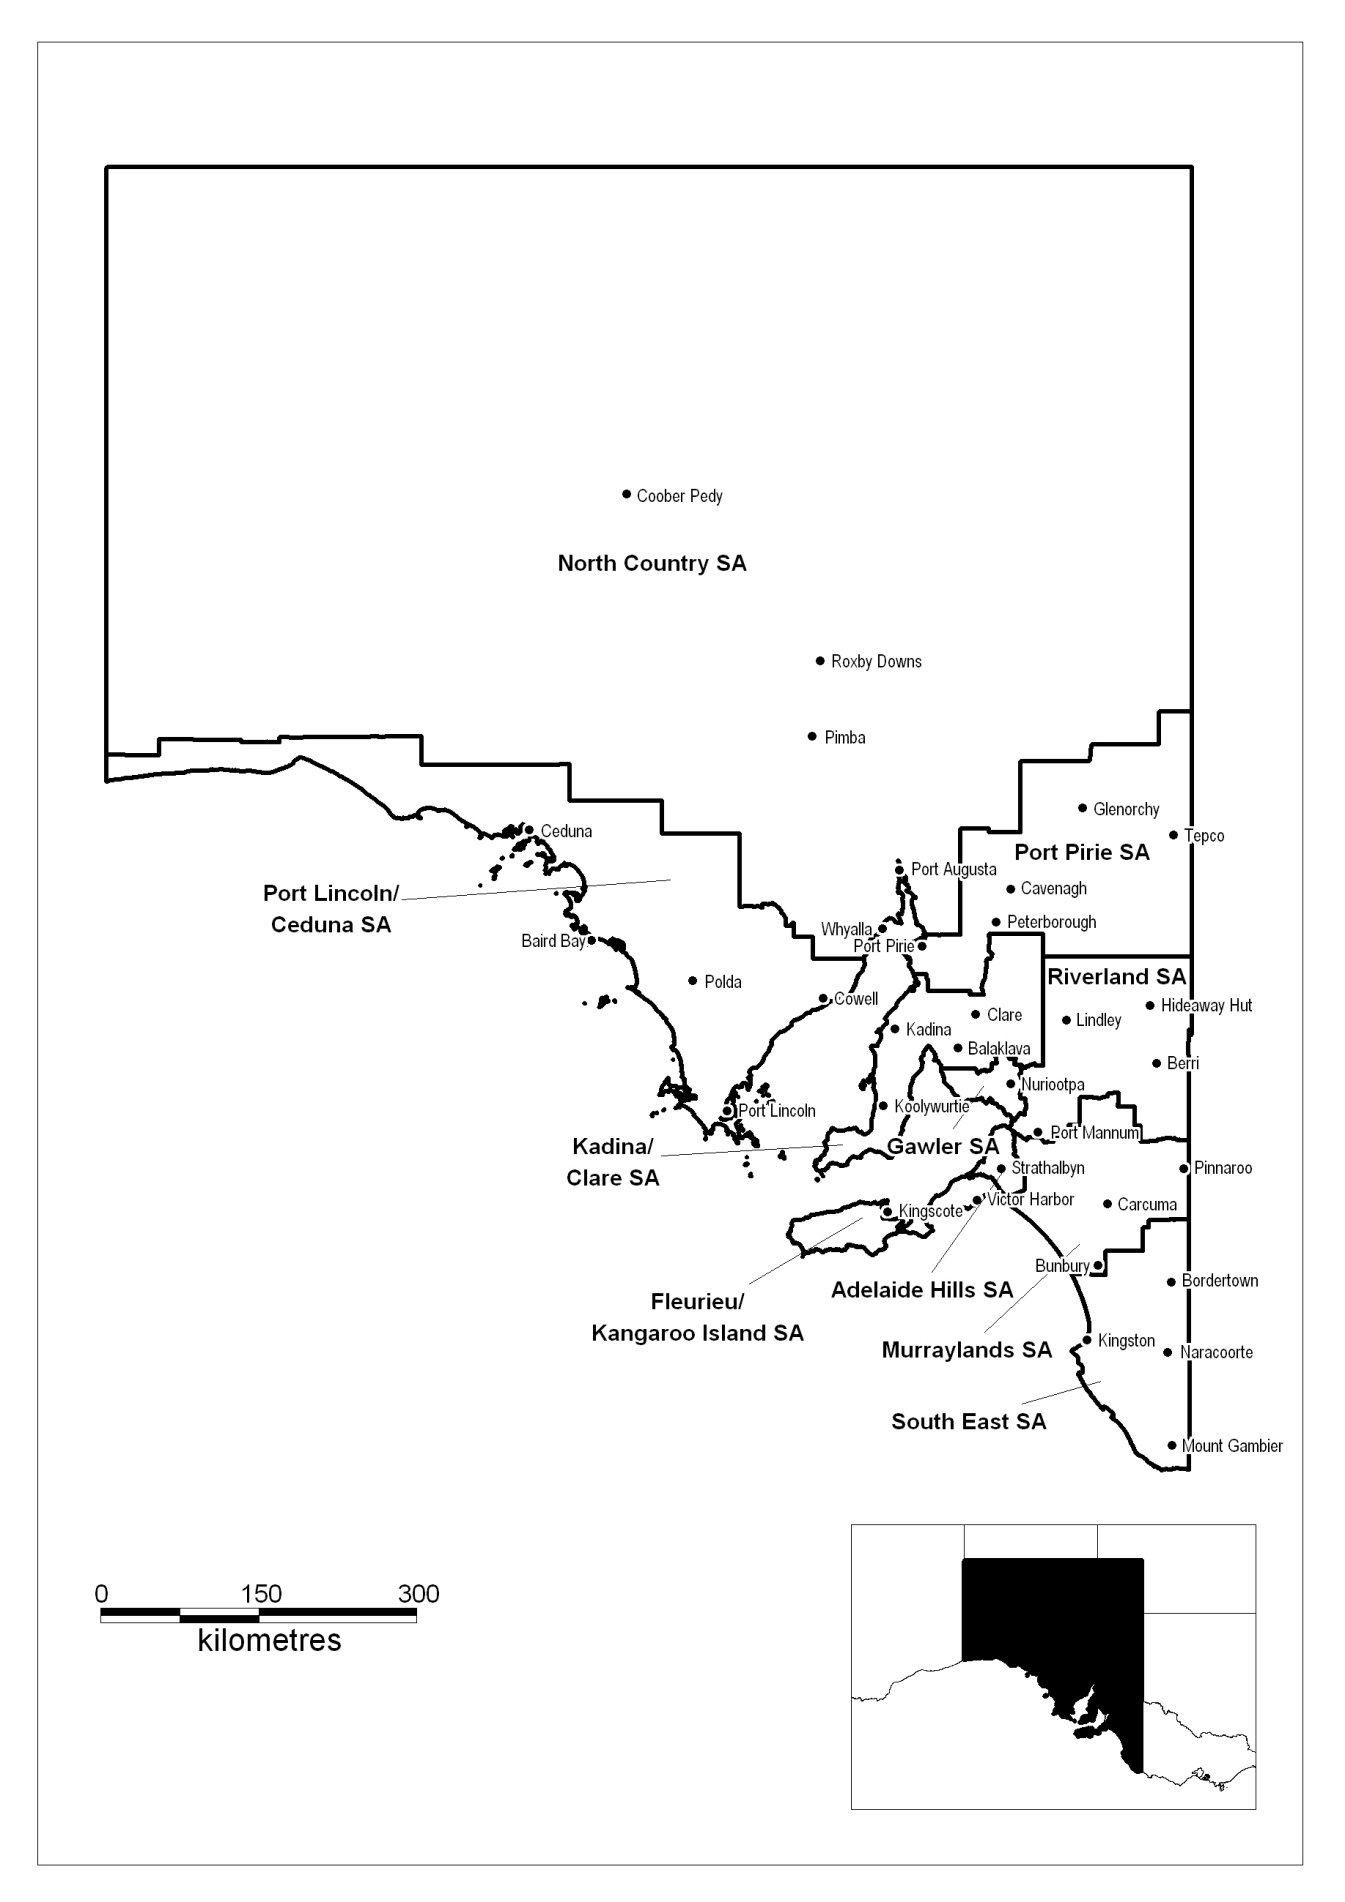 Coober Pedy
North Country SA
Roxby Downs
Pimba
Glenorchy
Ceduna
Tepco
Port Pirie SA
Port Augusta
Cavenagh
Port Lincoln/
Ceduna SA
Peterborough
Whyalla
Baird Bay
Port Pirie
Riverland SA
Polda
Cowell
Hideaway Hut
Clare
Lindley
Kadina
Balaklava
Berri
Nuriootpa
Koolywurtie
Port Lincoln
Port Mannum
Kadina/
Clare SA
Gawler SA
Strathalbyn
Pinnaroo
Victor Harbor
Carcuma
Kingscote
Bunbury
Bordertown
Adelaide Hills SA
Fleurieu/
Kangaroo Island SA
Kingston
Murraylands SA
Naracoorte
South East SA
Mount Gambier
0 150 300
kilometres